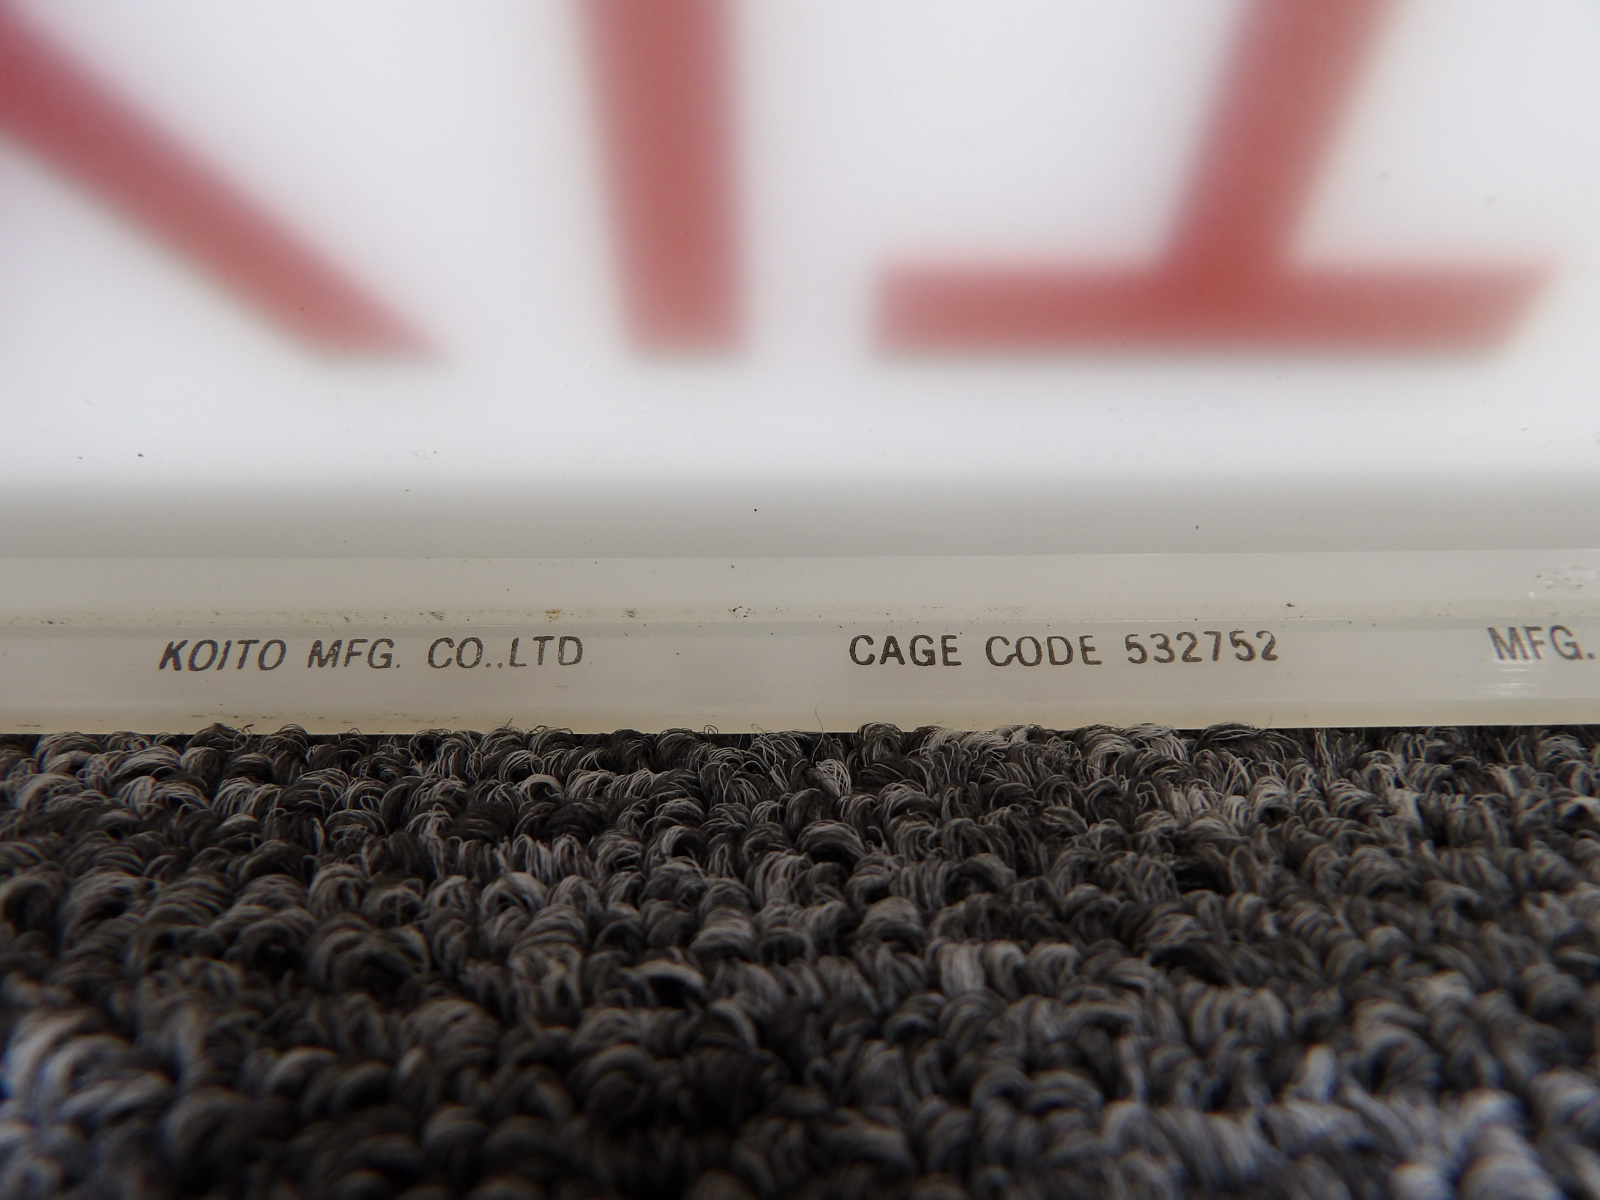 KOITO MFG. CO.,LTD CAGE CODE 532752 MFG.